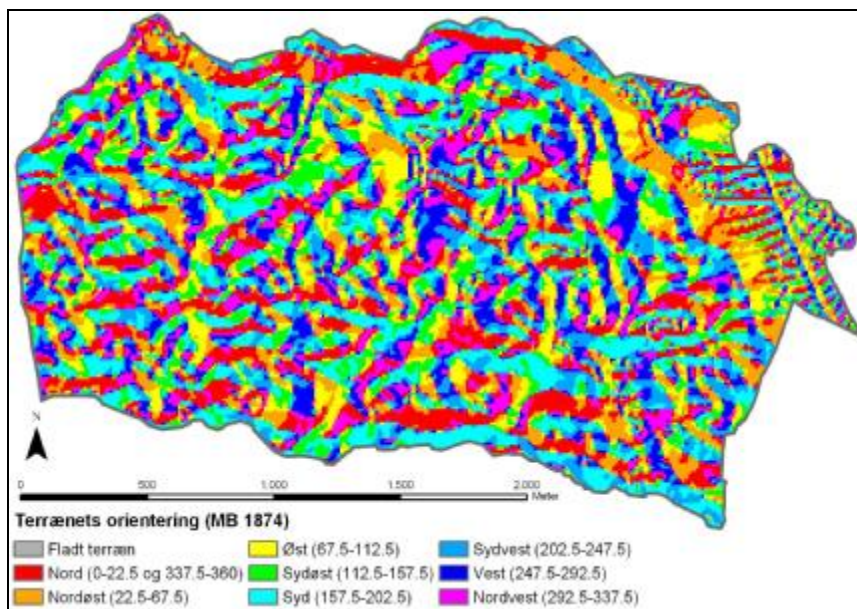 N
0 500 1.000 1.500 2.000
Meter
Terrænets orientering (MB 1874)
Fladt terræn
Nord (0-22.5 og 337.5-360)
Nordøst (22.5-67.5)
Øst (67.5-112.5)
Sydøst (112.5-157.5)
Syd (157.5-202.5)
Sydvest (202.5-247.5)
Vest (247.5-292.5)
Nordvest (292.5-337.5)